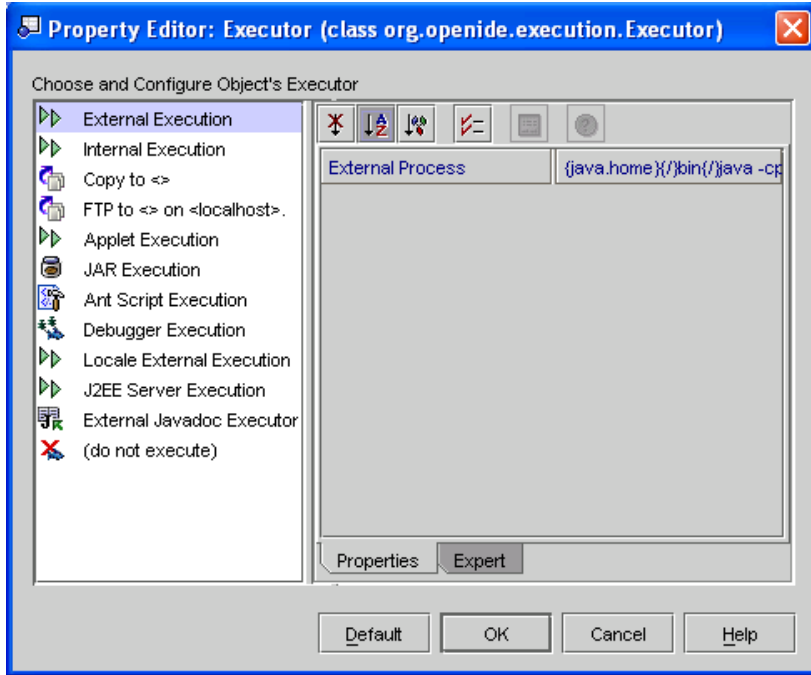 Property Editor: Executor (class org.openide.execution.Executor)
Choose and Configure Object's Executor
External Execution
Internal Execution
Copy to <>
FTP to <> on <localhost>.
Applet Execution
JAR Execution
Ant Script Execution
Debugger Execution
Locale External Execution
J2EE Server Execution
External Javadoc Executor
(do not execute)
External Process {java.home}{/}bin{/}java -cp
Properties Expert
Default OK Cancel Help